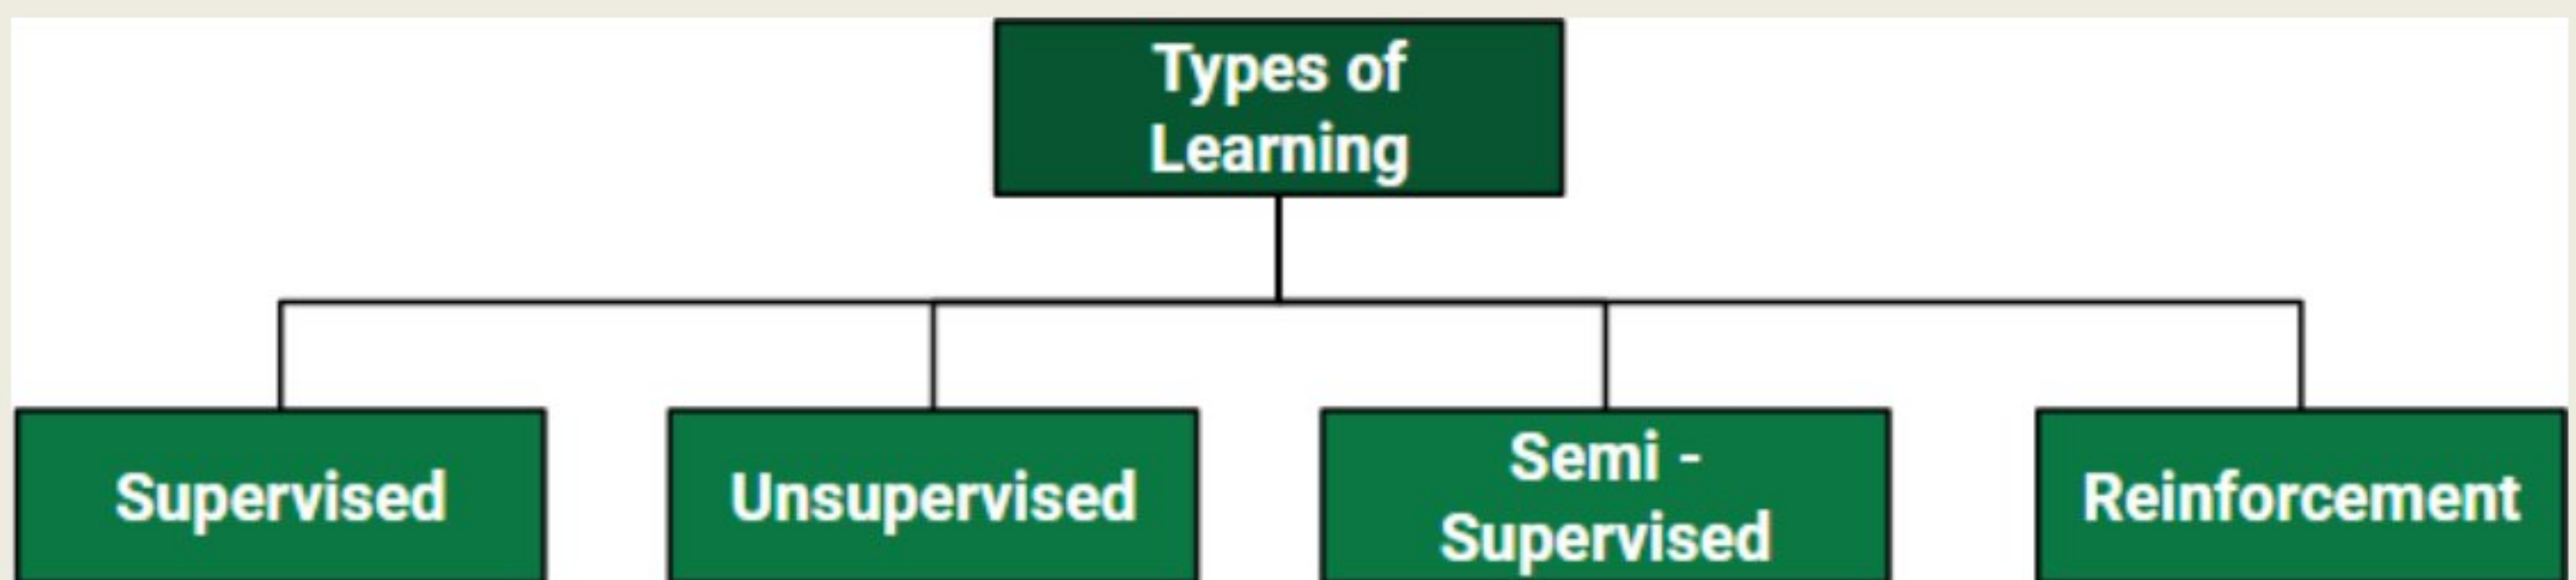 Types of
Learning
Supervised
Unsupervised
Semi -
Supervised
Reinforcement